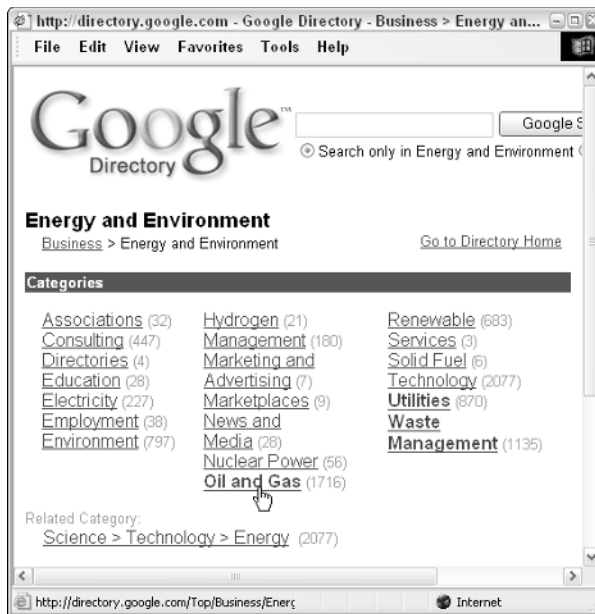 http://directory.google.com - Google Directory - Business > Energy an...
File Edit View Favorites Tools Help
Google™
Directory
Google S
Search only in Energy and Environment
Energy and Environment
Business > Energy and Environment
Go to Directory Home
Categories
Associations (32)
Consulting (447)
Directories (4)
Education (28)
Electricity (227)
Employment (38)
Environment (797)
Hydrogen (21)
Management (180)
Marketing and
Advertising (7)
Marketplaces (9)
News and
Media (28)
Nuclear Power (56)
Oil and Gas (1716)
Renewable (683)
Services (3)
Solid Fuel (6)
Technology (2077)
Utilities (870)
Waste
Management (1135)
Related Category:
Science > Technology > Energy (2077)
http://directory.google.com/Top/Business/Energ
Internet